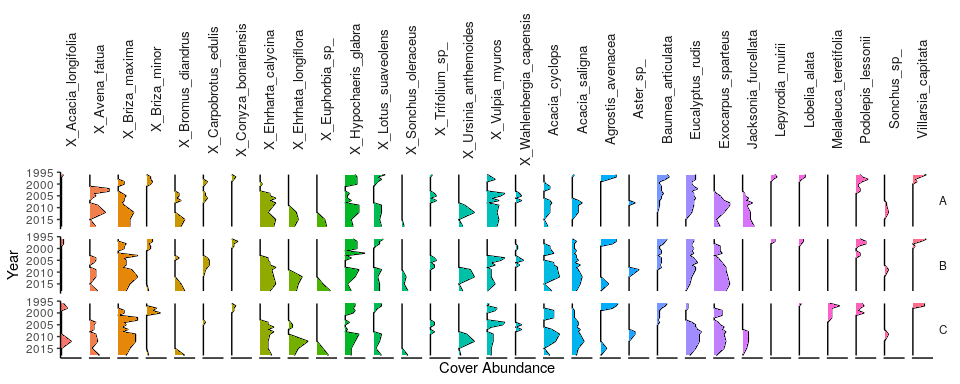 X_Acacia_longifolia
X_Avena_fatua
X_Briza_maxima
X_Briza_minor
X_Bromus_diandrus
X_Carpobrotus_edulis
X_Conyza_bonariensis
X_Ehrharta_calycina
X_Ehrhata_longiflora
X_Euphorbia_sp_
X_Hypochaeris_glabra
X_Lotus_suaveolens
X_Sonchus_oleraceus
X_Trifolium_sp_
X_Ursinia_anthemoides
X_Vulpia_myuros
X_Wahlenbergia_capensis
Acacia_cyclops
Acacia_saligna
Agrostis_avenacea
Aster_sp_
Baumea_articulata
Eucalyptus_rudis
Exocarpus_sparteus
Jacksonia_furcellata
Lepyrodia_muirii
Lobelia_alata
Melaleuca_teretifolia
Podolepis_lessonii
Sonchus_sp_
Villarsia_capitata
1995
2000
2005
2010
2015
A
1995
2000
2005
2010
2015
B
1995
2000
2005
2010
2015
C
Year
Cover Abundance